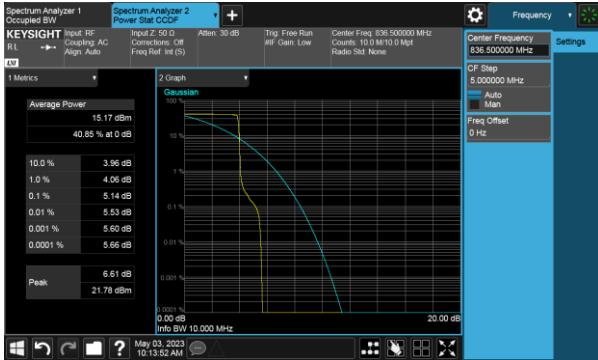 Spectrum Analyzer 1
Occupied BW
Spectrum Analyzer 2
Power Stat CCDF
Frequency
KEYSIGHT
RL
Input: RF
Coupling: AC
Align: Auto
Input Z: 50 Ω
Corrections: Off
Freq Ref: Int (S)
Atten: 30 dB
Trig: Free Run
#IF Gain: Low
Center Freq: 836.500000 MHz
Counts: 10.0 M/10.0 Mpt
Radio Std: None
Center Frequency
836.500000 MHz
Settings
CF Step
5.000000 MHz
Auto
Man
Freq Offset
0 Hz
1 Metrics
Average Power
15.17 dBm
40.85 % at 0 dB
10.0 % 3.96 dB
1.0 % 4.06 dB
0.1 % 5.14 dB
0.01 % 5.53 dB
0.001 % 5.60 dB
0.0001 % 5.66 dB
Peak
6.61 dB
21.78 dBm
2 Graph
Gaussian
100 %
10 %
1 %
0.1 %
0.01 %
0.001 %
0.0001 %
0.00 dB
20.00 dB
Info BW 10.000 MHz
May 03, 2023
10:13:52 AM